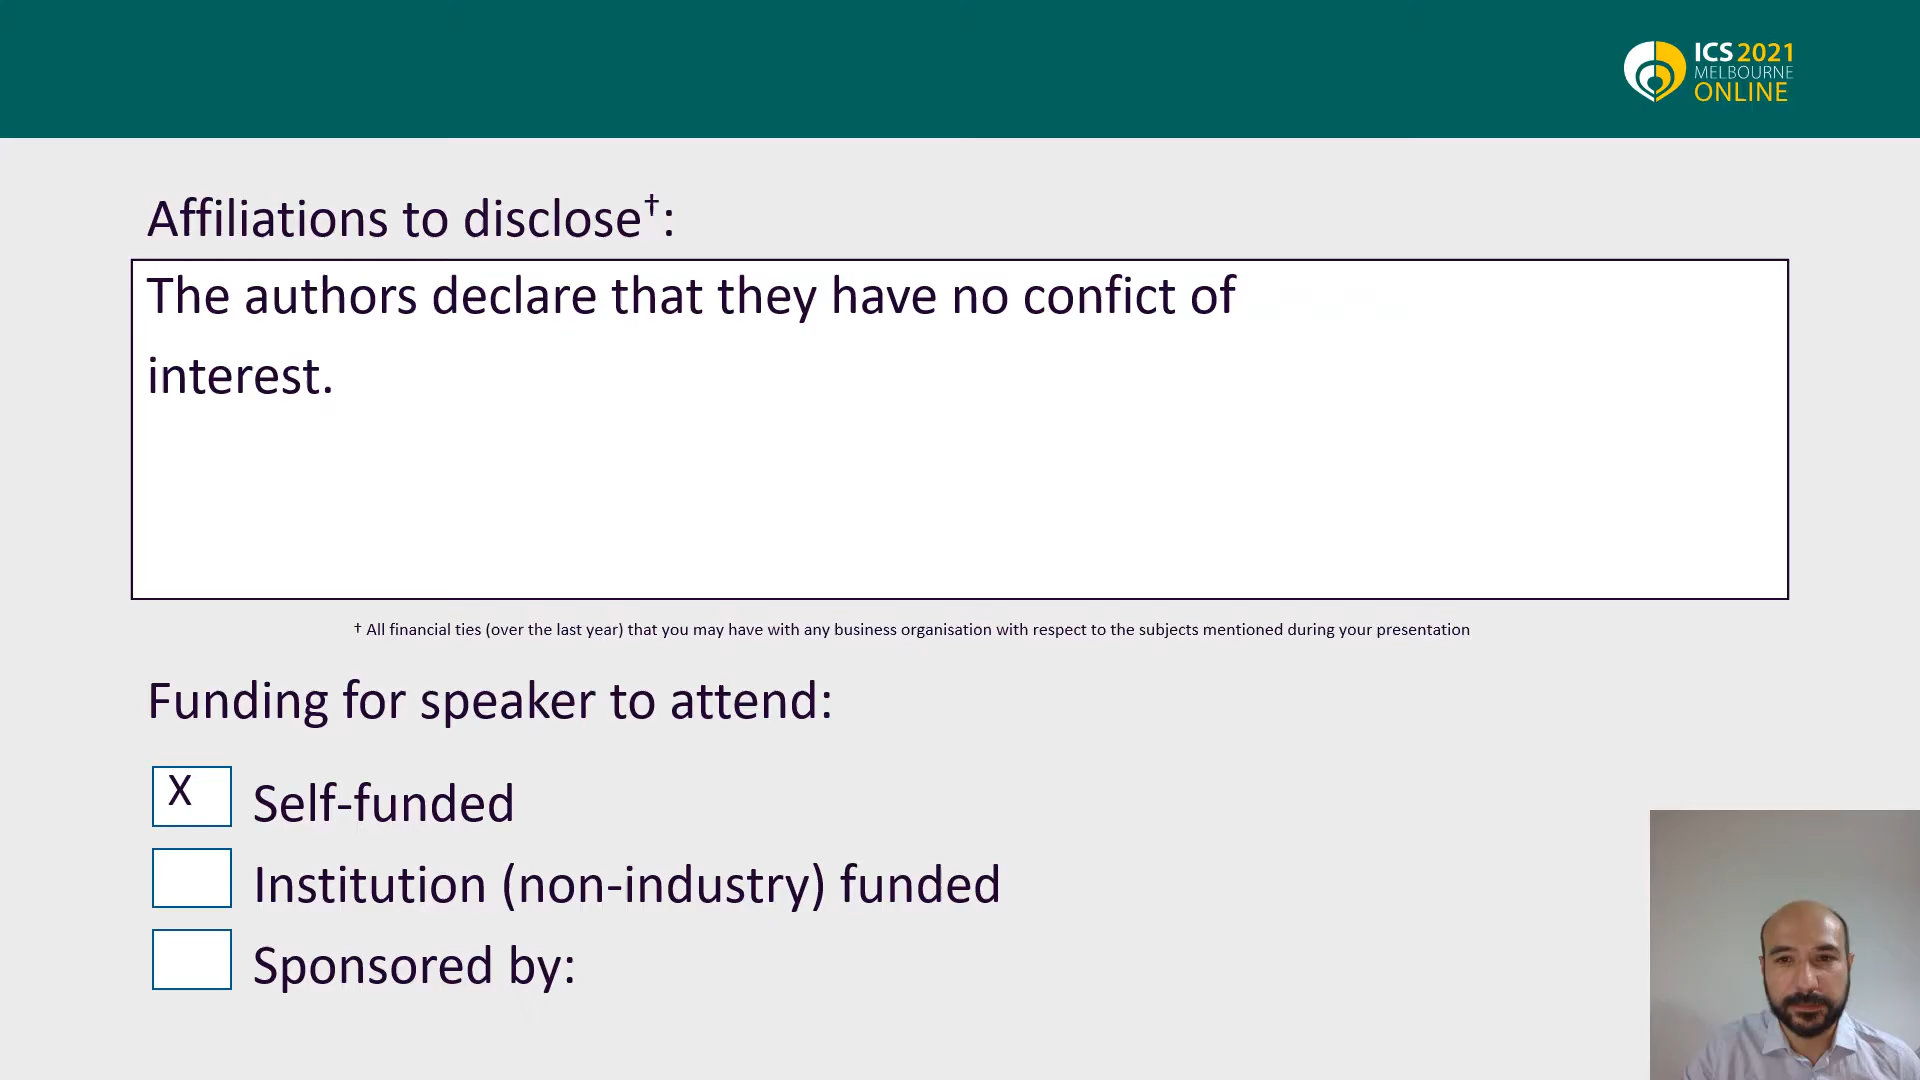 ICS 2021
MELBOURNE
ONLINE
Affiliations to disclose†:
The authors declare that they have no confict of
interest.
† All financial ties (over the last year) that you may have with any business organisation with respect to the subjects mentioned during your presentation
Funding for speaker to attend:
X Self-funded
Institution (non-industry) funded
Sponsored by: